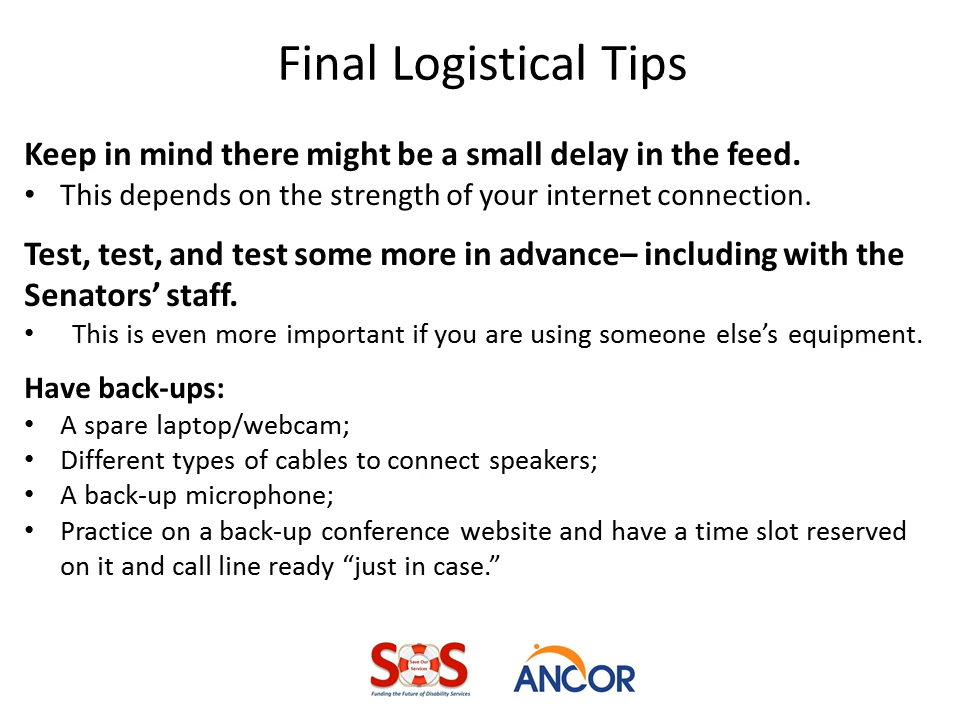 Final Logistical Tips
Keep in mind there might be a small delay in the feed.
• This depends on the strength of your internet connection.
Test, test, and test some more in advance– including with the
Senators’ staff.
• This is even more important if you are using someone else’s equipment.
Have back-ups:
• A spare laptop/webcam;
• Different types of cables to connect speakers;
• A back-up microphone;
• Practice on a back-up conference website and have a time slot reserved
on it and call line ready “just in case.”
SOS
Save Our
Services
Funding the Future of Disability Services
ANCOR